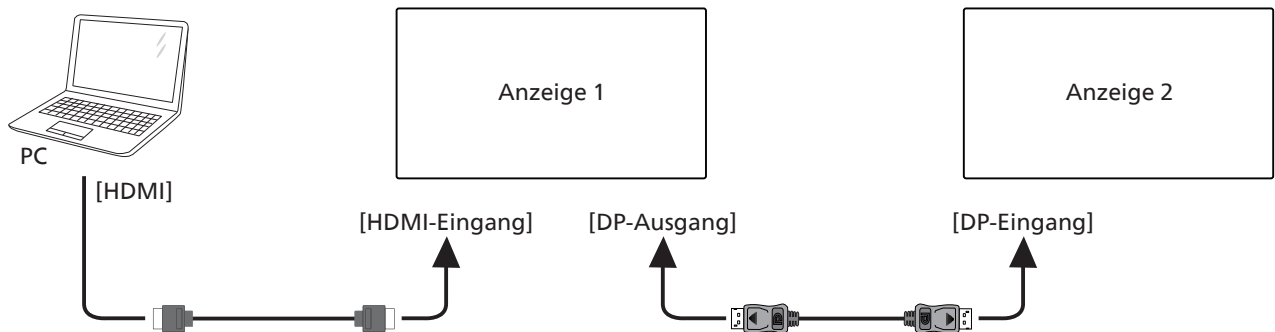 Anzeige 1
Anzeige 2
PC
[HDMI]
[HDMI-Eingang]
[DP-Ausgang]
[DP-Eingang]